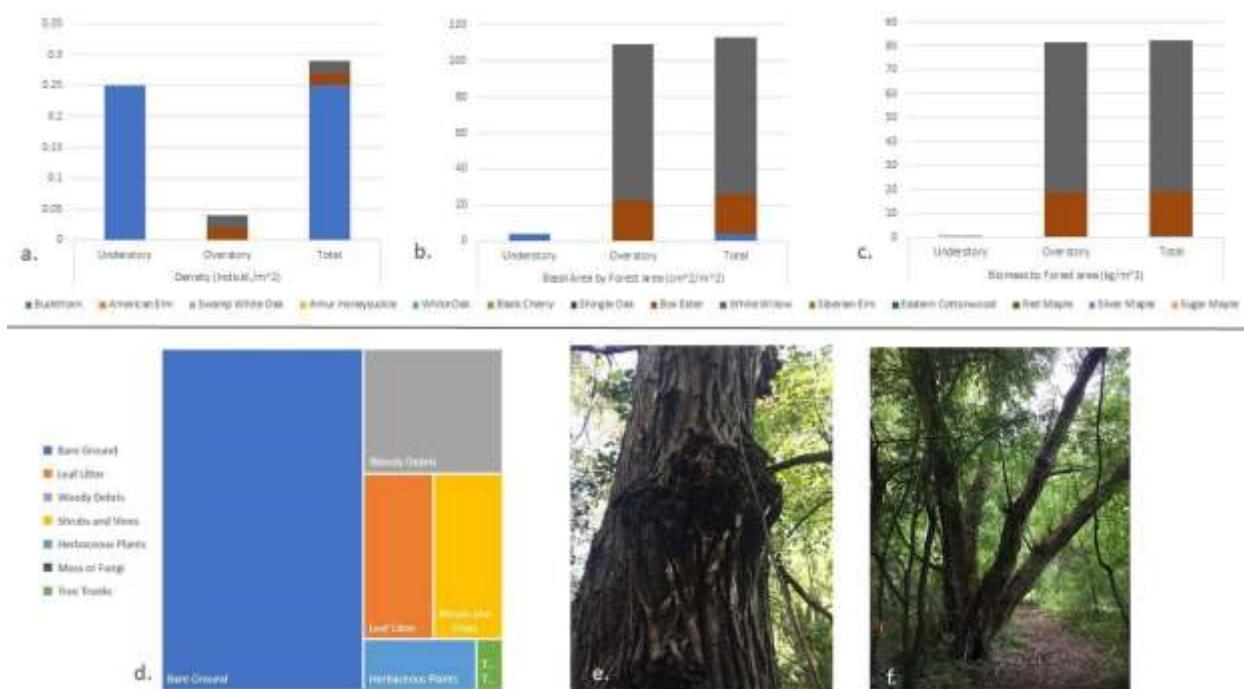 0.35
0.3
0.25
0.2
0.15
0.1
0.05
0
a.
Understory
Overstory
Total
Density (Individ./m^2)
120
100
80
60
40
20
0
b.
Understory
Overstory
Total
Basal Area by Forest area (cm^2/m^2)
90
80
70
60
50
40
30
20
10
0
c.
Understory
Overstory
Total
Biomass by Forest area (kg/m^2)
Buckthorn American Elm Swamp White Oak Amur Honeysuckle White Oak Black Cherry Shingle Oak Box Elder White Willow Siberian Elm Eastern Cottonwood Red Maple Silver Maple Sugar Maple
Bare Ground
Leaf Litter
Woody Debris
Shrubs and Vines
Herbaceous Plants
Moss or Fungi
Tree Trunks
d.
Bare Ground
Woody Debris
Leaf Litter
Shrubs and
Vines
Herbaceous Plants
T...
T...
e.
f.